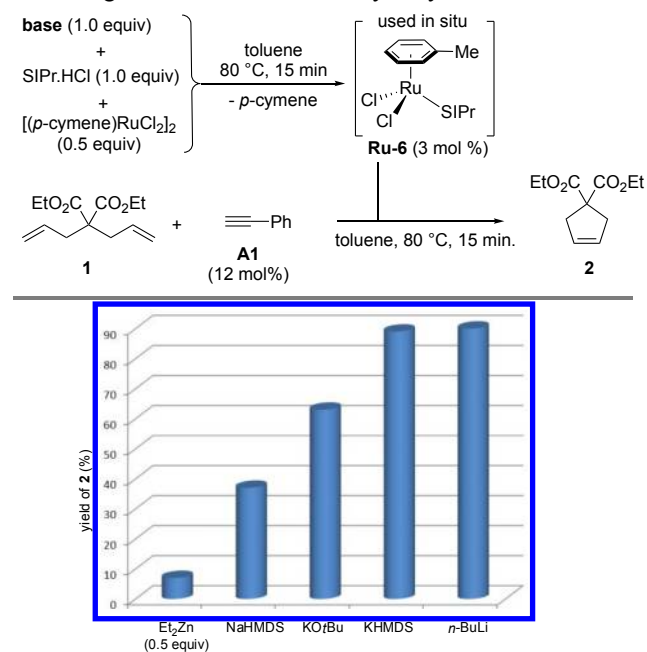 base (1.0 equiv)
+
SIPr.HCl (1.0 equiv)
+
[(p-cymene)RuCl2]2
(0.5 equiv)
toluene
80 °C, 15 min
- p-cymene
used in situ
Me
Ru
Cl
Cl
SIPr
Ru-6 (3 mol %)
EtO2C CO2Et
1
+
Ph
A1
(12 mol%)
toluene, 80 °C, 15 min.
EtO2C CO2Et
2
yield of 2 (%)
90
80
70
60
50
40
30
20
10
0
Et2Zn NaHMDS KOtBu KHMDS n-BuLi
(0.5 equiv)